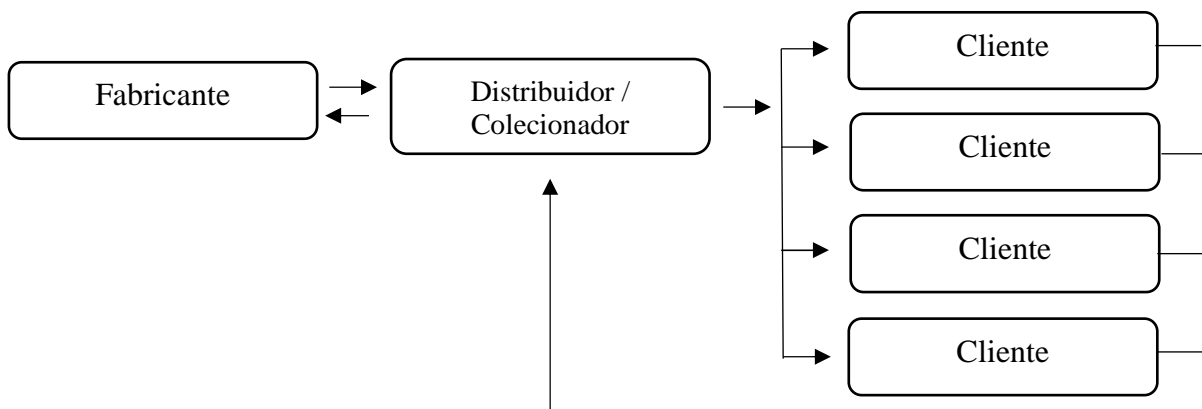 Fabricante
Distribuidor /
Colecionador
Cliente
Cliente
Cliente
Cliente